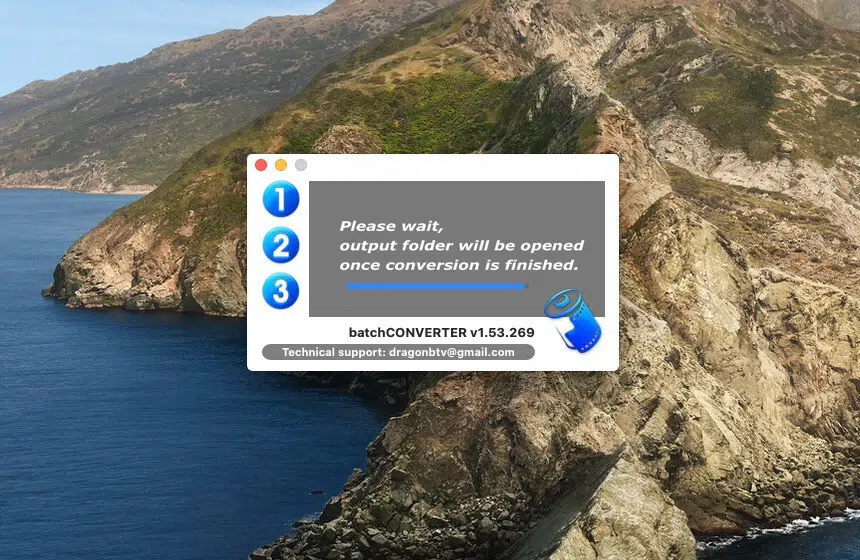 1
2
3
Please wait,
output folder will be opened
once conversion is finished.
batchCONVERTER v1.53.269
Technical support: dragonbtv@gmail.com